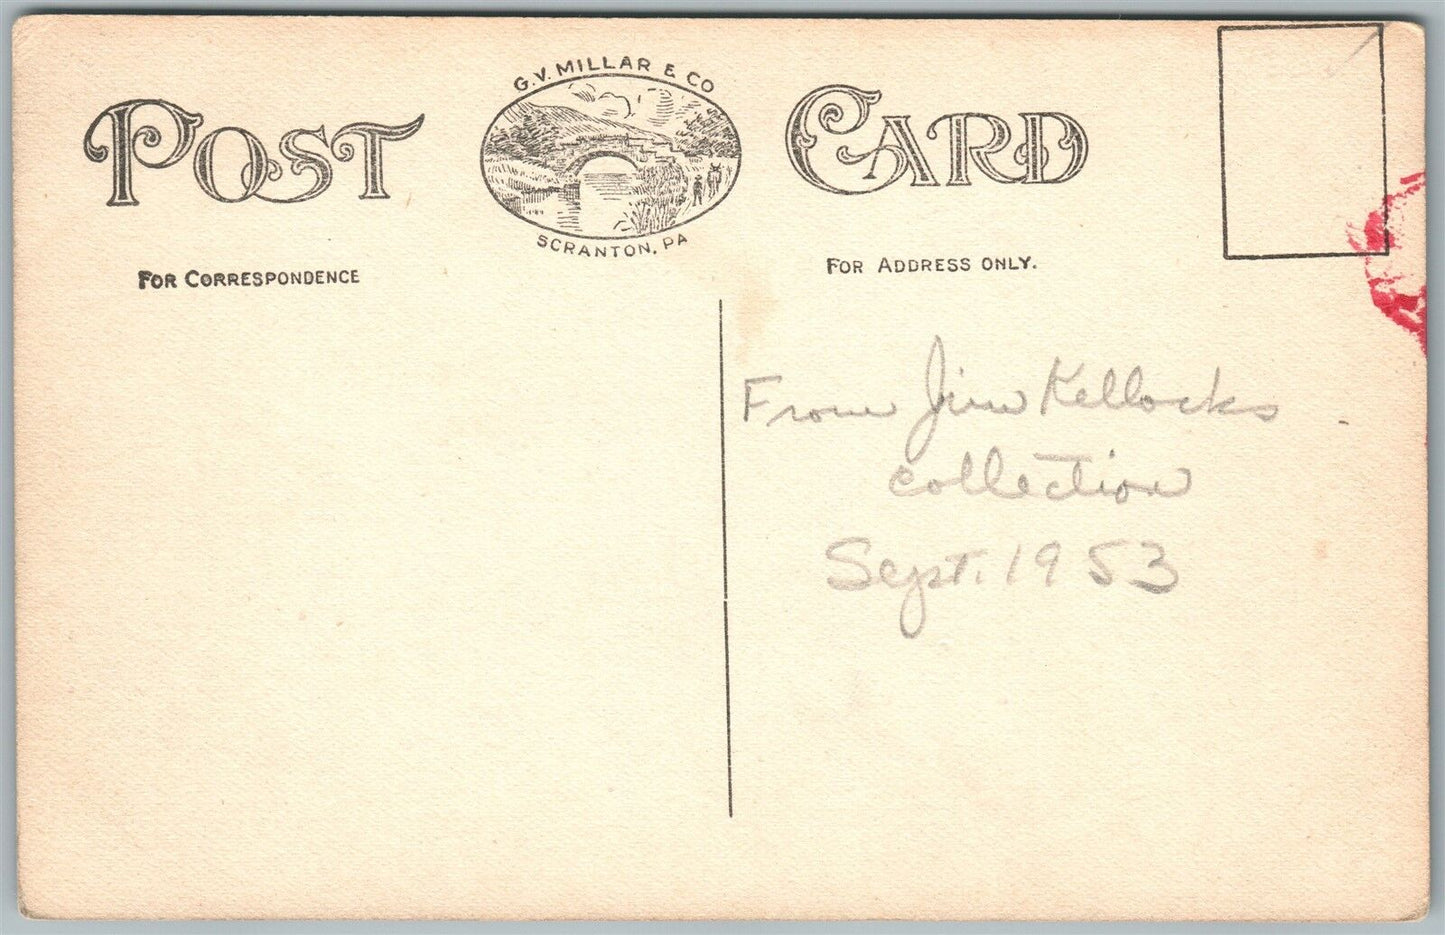 POST CARD
G.V. MILLAR & CO
SCRANTON, PA
FOR CORRESPONDENCE
FOR ADDRESS ONLY.
From Jim Kellocks
collection
Sept. 1953